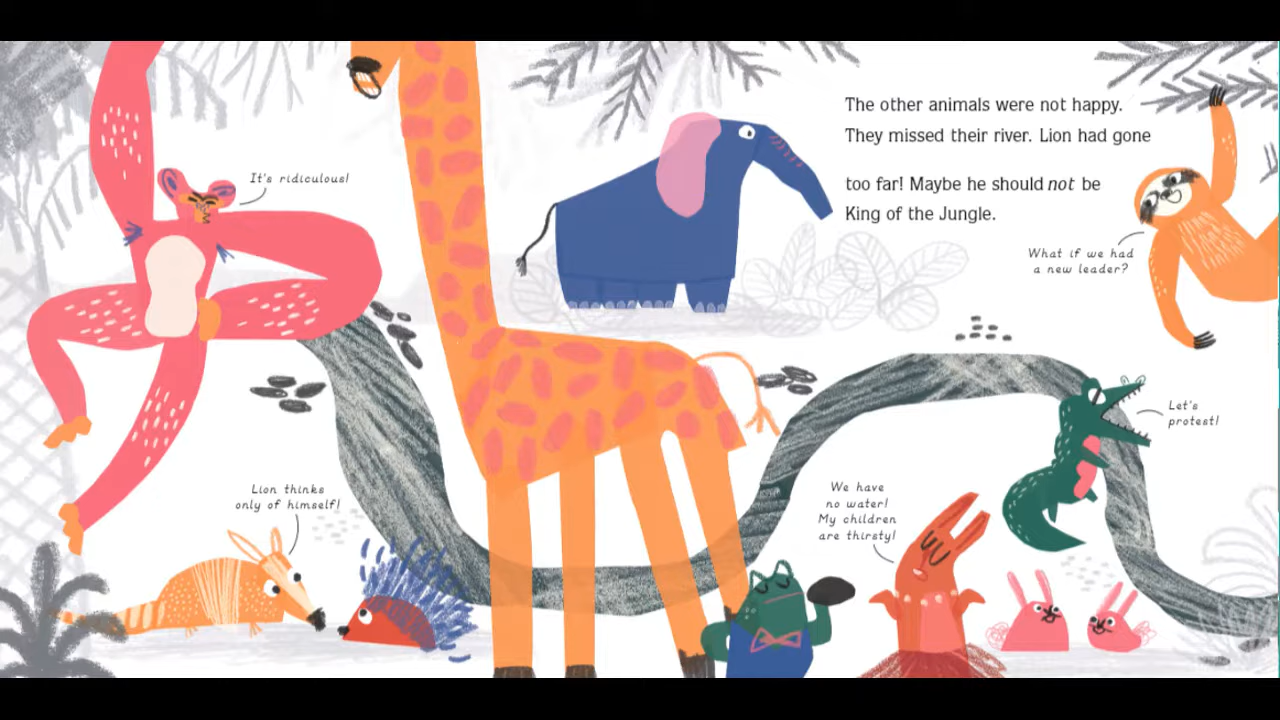 The other animals were not happy.
They missed their river. Lion had gone
too far! Maybe he should not be
King of the Jungle.
It's ridiculous!
What if we had
a new leader?
Let's
protest!
Lion thinks
only of himself!
We have
no water!
My children
are thirsty!